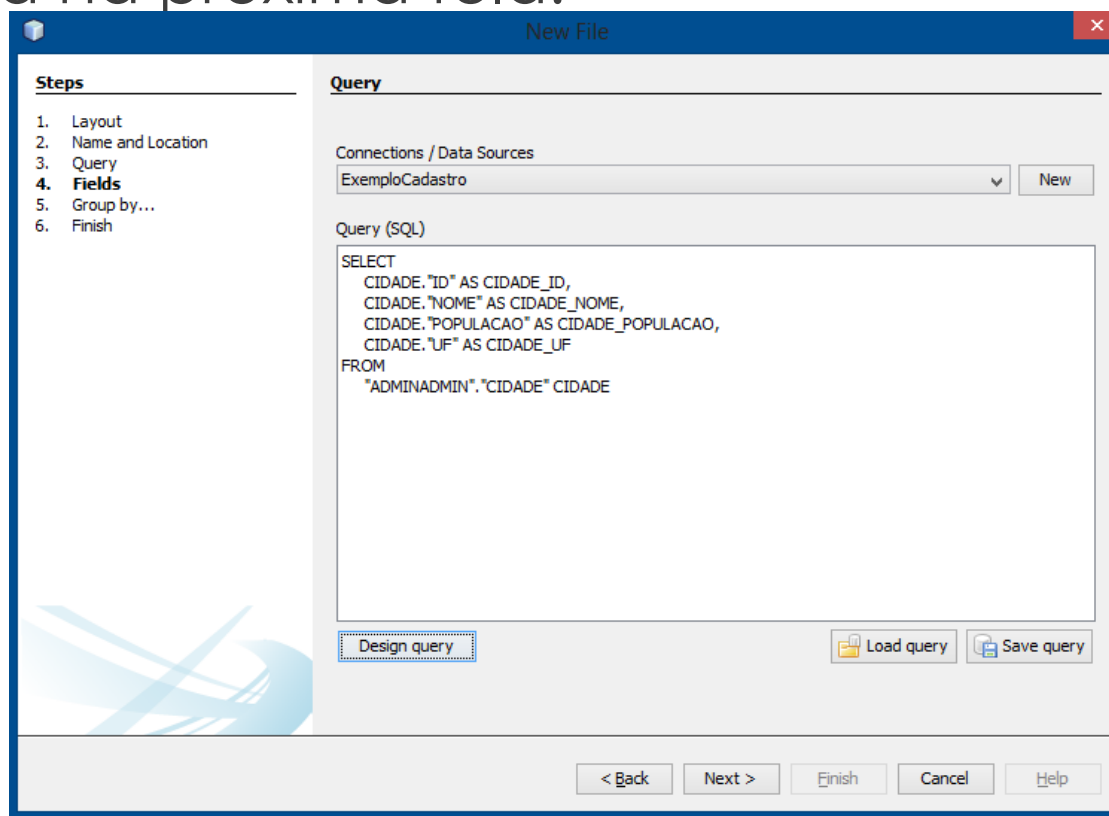 na próxima tela.
New File
Steps
1. Layout
2. Name and Location
3. Query
4. Fields
5. Group by...
6. Finish
Query
Connections / Data Sources
ExemploCadastro
New
Query (SQL)
SELECT
CIDADE."ID" AS CIDADE_ID,
CIDADE."NOME" AS CIDADE_NOME,
CIDADE."POPULACAO" AS CIDADE_POPULACAO,
CIDADE."UF" AS CIDADE_UF
FROM
"ADMINADMIN"."CIDADE" CIDADE
Design query
Load query
Save query
< Back
Next >
Finish
Cancel
Help